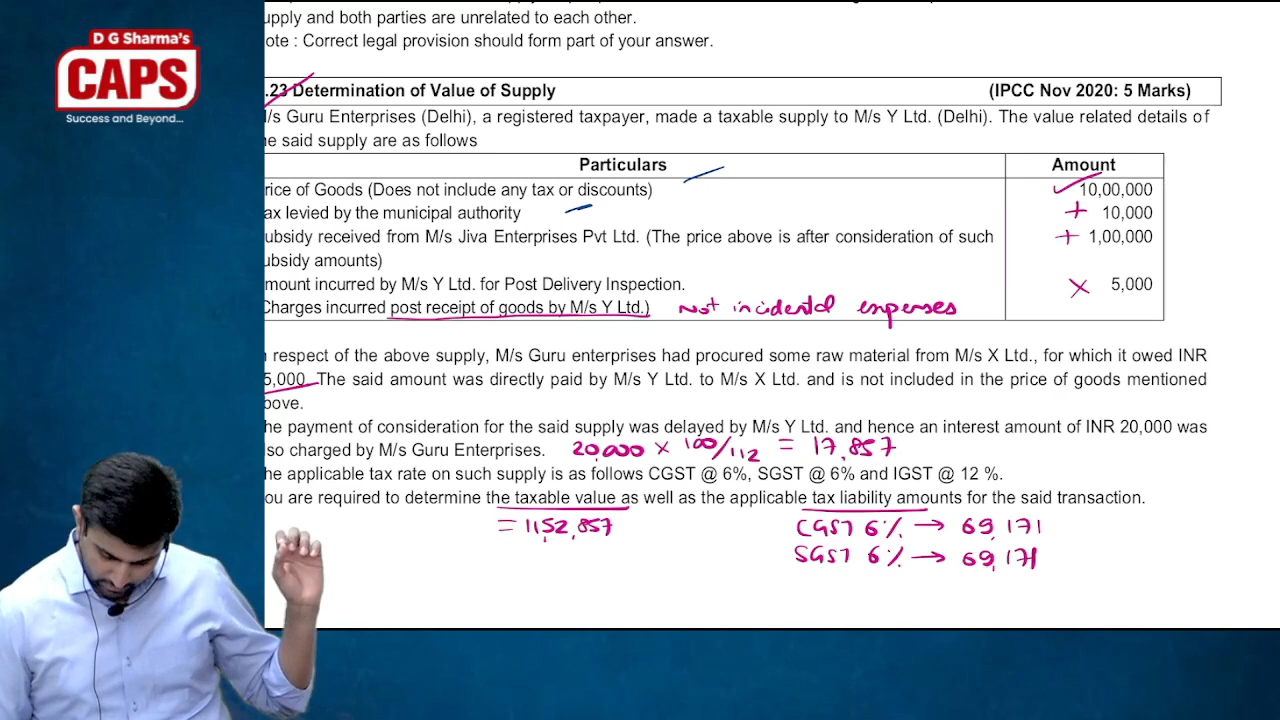 D G Sharma's
CAPS
Success and Beyond...
upply and both parties are unrelated to each other.
ote : Correct legal provision should form part of your answer.
.23 Determination of Value of Supply (IPCC Nov 2020: 5 Marks)
/s Guru Enterprises (Delhi), a registered taxpayer, made a taxable supply to M/s Y Ltd. (Delhi). The value related details of
he said supply are as follows
Particulars Amount
rice of Goods (Does not include any tax or discounts) ✓ 10,00,000
ax levied by the municipal authority + 10,000
ubsidy received from M/s Jiva Enterprises Pvt Ltd. (The price above is after consideration of such + 1,00,000
ubsidy amounts)
mount incurred by M/s Y Ltd. for Post Delivery Inspection. × 5,000
Charges incurred post receipt of goods by M/s Y Ltd.) Not incidental expenses
respect of the above supply, M/s Guru enterprises had procured some raw material from M/s X Ltd., for which it owed INR
5,000. The said amount was directly paid by M/s Y Ltd. to M/s X Ltd. and is not included in the price of goods mentioned
bove.
he payment of consideration for the said supply was delayed by M/s Y Ltd. and hence an interest amount of INR 20,000 was
lso charged by M/s Guru Enterprises. 20,000 × 100/112 = 17,857
he applicable tax rate on such supply is as follows CGST @ 6%, SGST @ 6% and IGST @ 12 %.
ou are required to determine the taxable value as well as the applicable tax liability amounts for the said transaction.
= 11,52,857 CGST 6% → 69,171
SGST 6% → 69,171